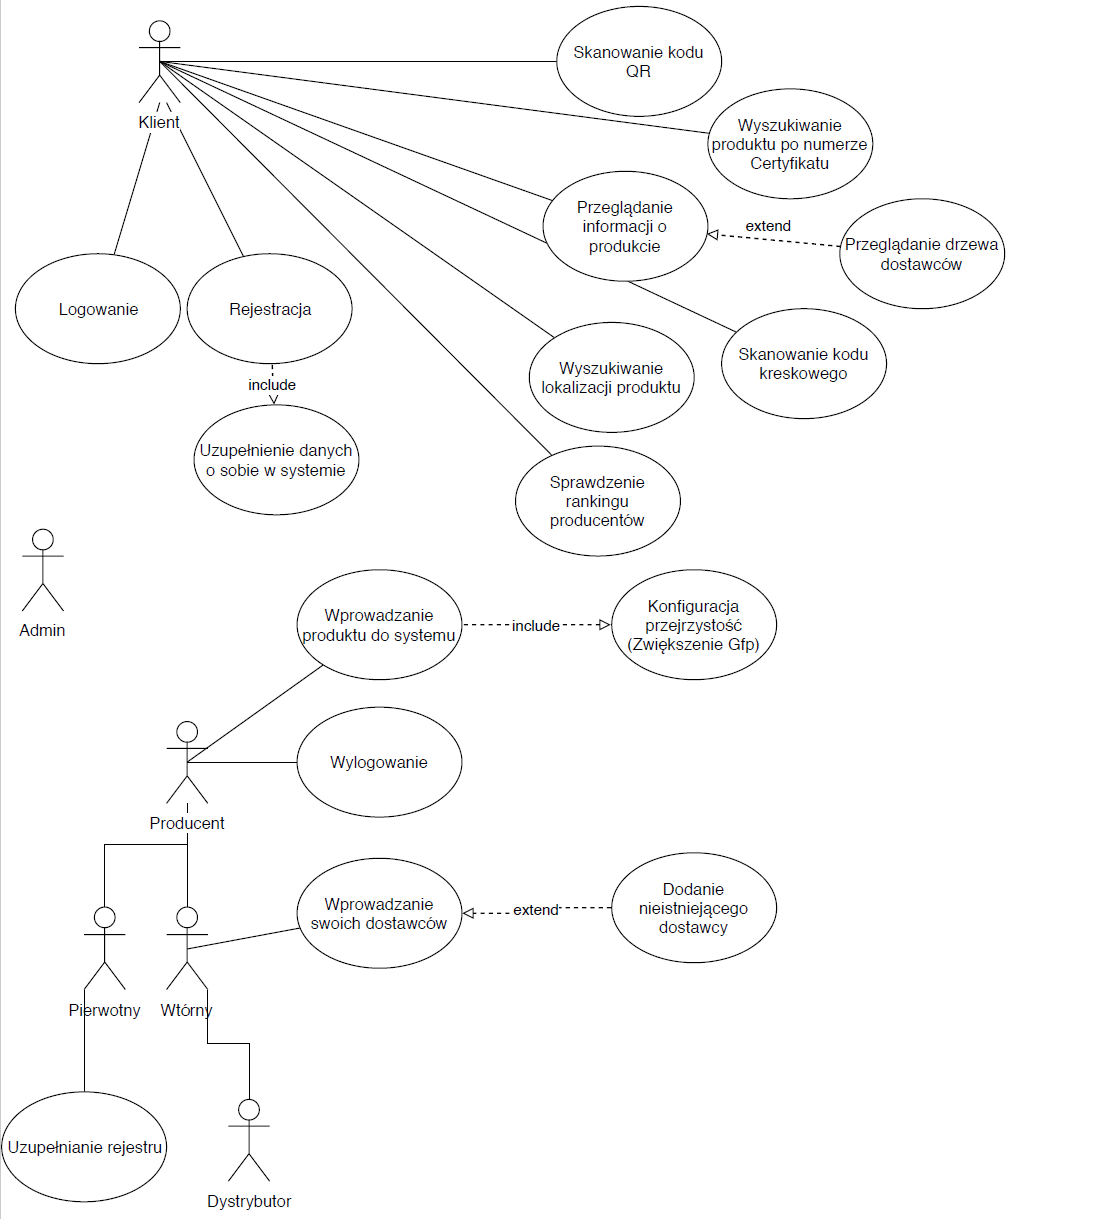 Skanowanie kodu
QR
Klient
Wyszukiwanie
produktu po numerze
Certyfikatu
Przeglądanie
informacji o
produkcie
extend
Przeglądanie drzewa
dostawców
Logowanie
Rejestracja
Wyszukiwanie
lokalizacji produktu
Skanowanie kodu
kreskowego
include
Uzupełnienie danych
o sobie w systemie
Sprawdzenie
rankingu
producentów
Admin
Wprowadzanie
produktu do systemu
include
Konfiguracja
przejrzystość
(Zwiększenie Gfp)
Wylogowanie
Producent
Wprowadzanie
swoich dostawców
extend
Dodanie
nieistniejącego
dostawcy
Pierwotny
Wtórny
Uzupełnianie rejestru
Dystrybutor